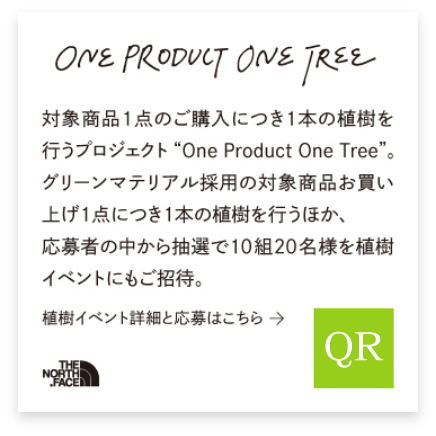 ONE PRODUCT ONE TREE
対象商品1点のご購入につき1本の植樹を
行うプロジェクト “One Product One Tree”。
グリーンマテリアル採用の対象商品お買い
上げ1点につき1本の植樹を行うほか、
応募者の中から抽選で10組20名様を植樹
イベントにもご招待。
植樹イベント詳細と応募はこちら →
QR
THE
NORTH
FACE